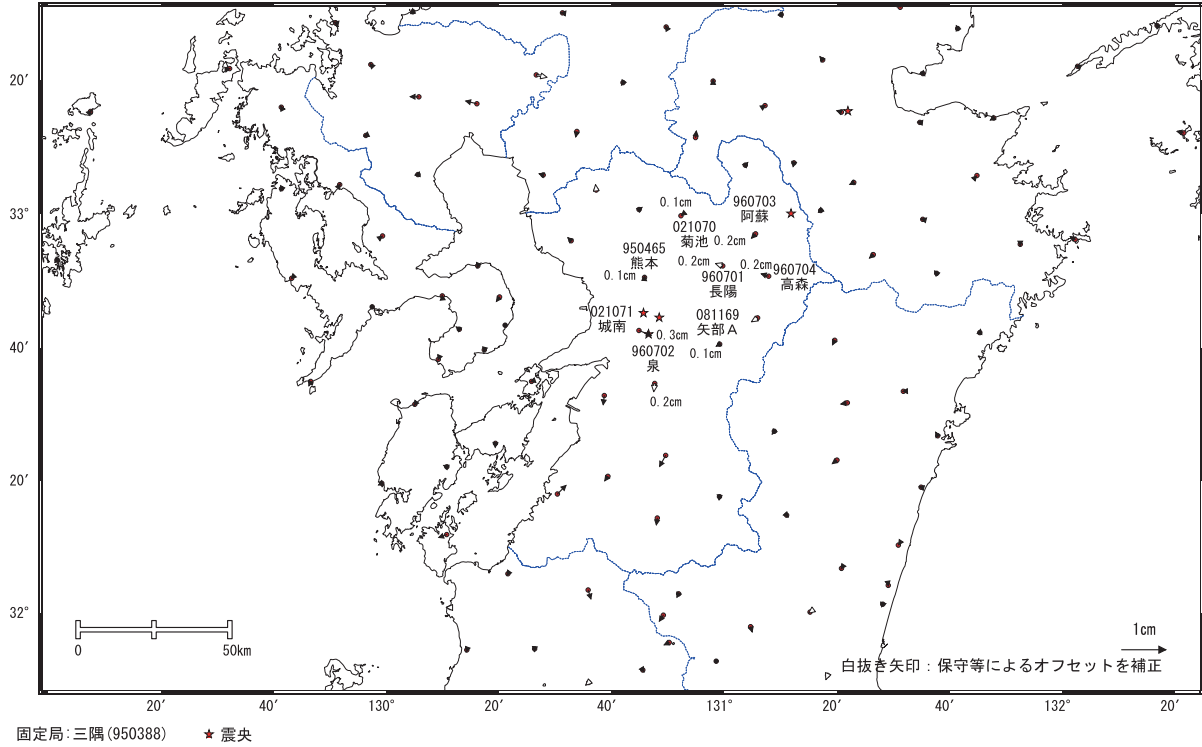 20′
33°
40′
20′
32°
0.1cm
960703
阿蘇
021070
菊池
0.2cm
950465
熊本
0.1cm
0.2cm
960701
長陽
0.2cm
960704
高森
021071
城南
081169
矢部A
0.3cm
960702
泉
0.1cm
0.2cm
0
50km
1cm
白抜き矢印：保守等によるオフセットを補正
20′
40′
130°
20′
40′
131°
20′
40′
132°
20′
固定局：三隅(950388)
★ 震央